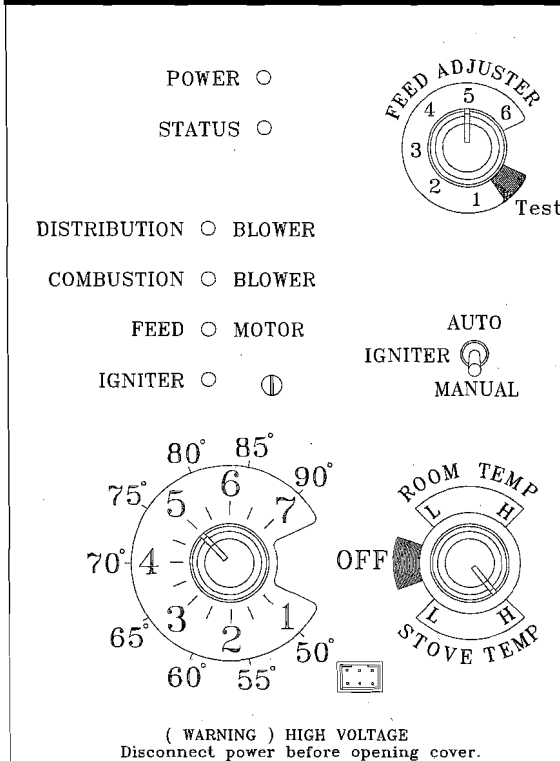 POWER
STATUS
FEED ADJUSTER
1 2 3 4 5 6
Test
DISTRIBUTION BLOWER
COMBUSTION BLOWER
FEED MOTOR
IGNITER
AUTO
IGNITER
MANUAL
50° 55° 60° 65° 70° 75° 80° 85° 90°
1 2 3 4 5 6 7
ROOM TEMP
L H
OFF
L H
STOVE TEMP
( WARNING ) HIGH VOLTAGE
Disconnect power before opening cover.